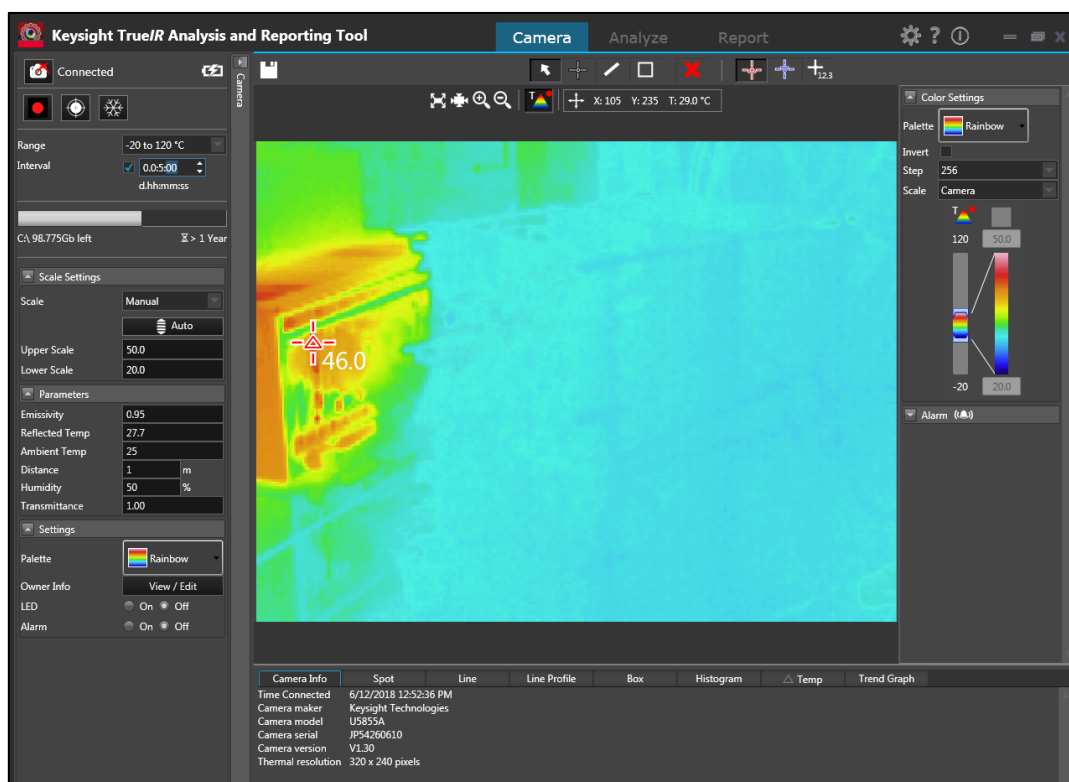 Keysight TrueIR Analysis and Reporting Tool
Camera
Analyze
Report
?
Connected
Camera
12.3
X: 105 Y: 235 T: 29.0 °C
Range -20 to 120 °C
Interval 0.0:5:00
d.hh:mm:ss
C:\ 98.775Gb left > 1 Year
Scale Settings
Scale Manual
Auto
Upper Scale 50.0
Lower Scale 20.0
Parameters
Emissivity 0.95
Reflected Temp 27.7
Ambient Temp 25
Distance 1 m
Humidity 50 %
Transmittance 1.00
Settings
Palette Rainbow
Owner Info View / Edit
LED On Off
Alarm On Off
46.0
Color Settings
Palette Rainbow
Invert
Step 256
Scale Camera
T
120 50.0
-20 20.0
Alarm
Camera Info Spot Line Line Profile Box Histogram △ Temp Trend Graph
Time Connected 6/12/2018 12:52:36 PM
Camera maker Keysight Technologies
Camera model U5855A
Camera serial JP54260610
Camera version V1.30
Thermal resolution 320 x 240 pixels